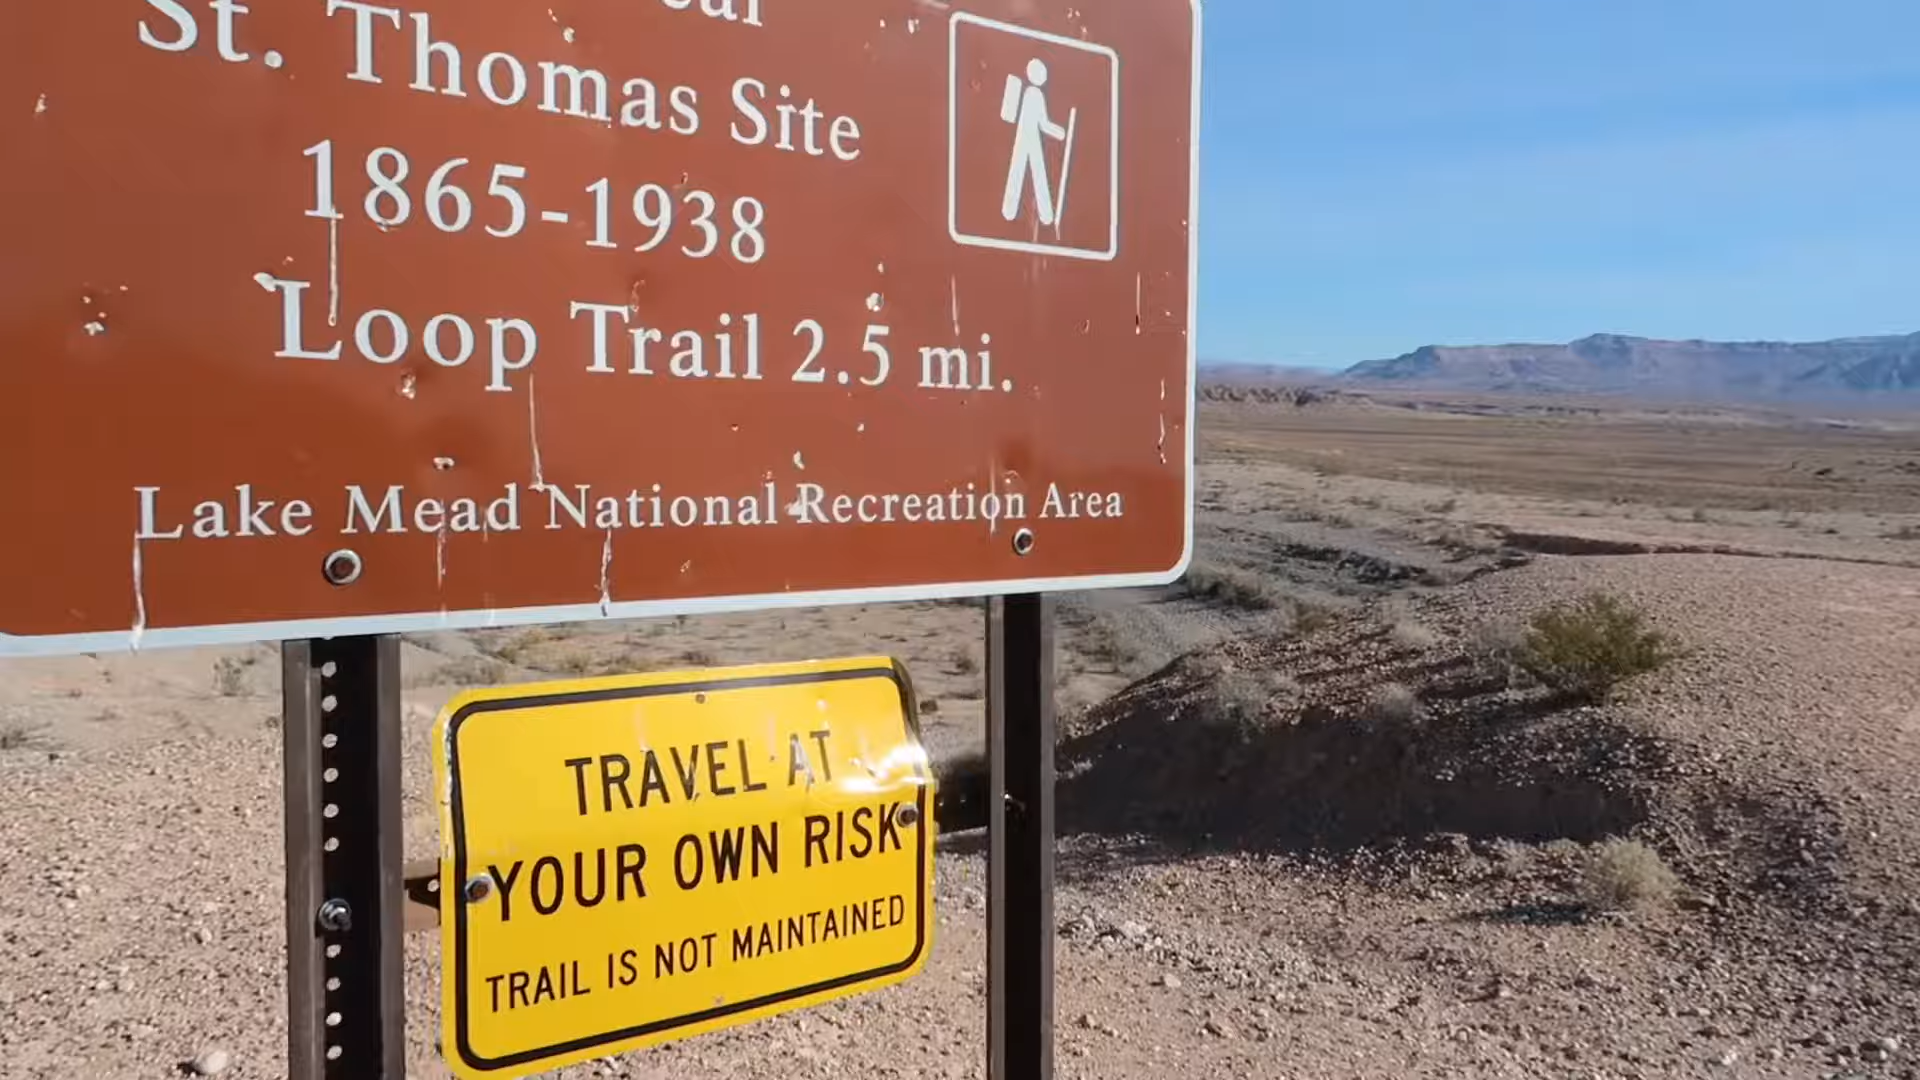 St. Thomas Site
1865-1938
Loop Trail 2.5 mi.
Lake Mead National Recreation Area
TRAVEL AT
YOUR OWN RISK
TRAIL IS NOT MAINTAINED